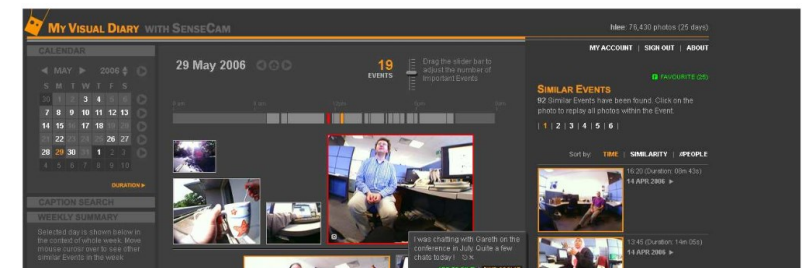 MY VISUAL DIARY WITH SENSECAM
hlee: 76,430 photos (25 days)
MY ACCOUNT | SIGN OUT | ABOUT
CALENDAR
MAY 2006
S M T W T F S
30 1 2 3 4 5 6
7 8 9 10 11 12 13
14 15 16 17 18 19 20
21 22 23 24 25 26 27
28 29 30 31 1 2 3
4 5 6 7 8 9 10
DURATION
CAPTION SEARCH
WEEKLY SUMMARY
Selected day is shown below in
the context of whole week. Move
mouse cursor over to see other
similar Events in the week.
29 May 2006
19
EVENTS
Drag the slider bar to
adjust the number of
Important Events
I was chatting with Gareth on the
conference in July. Quite a few
chats today!
FAVOURITE (25)
SIMILAR EVENTS
92 Similar Events have been found. Click on the
photo to replay all photos within the Event.
| 1 | 2 | 3 | 4 | 5 | 6 |
Sort by: TIME | SIMILARITY | #PEOPLE
16:20 (Duration: 09m 43s)
14 APR 2006
13:45 (Duration: 14m 05s)
14 APR 2006